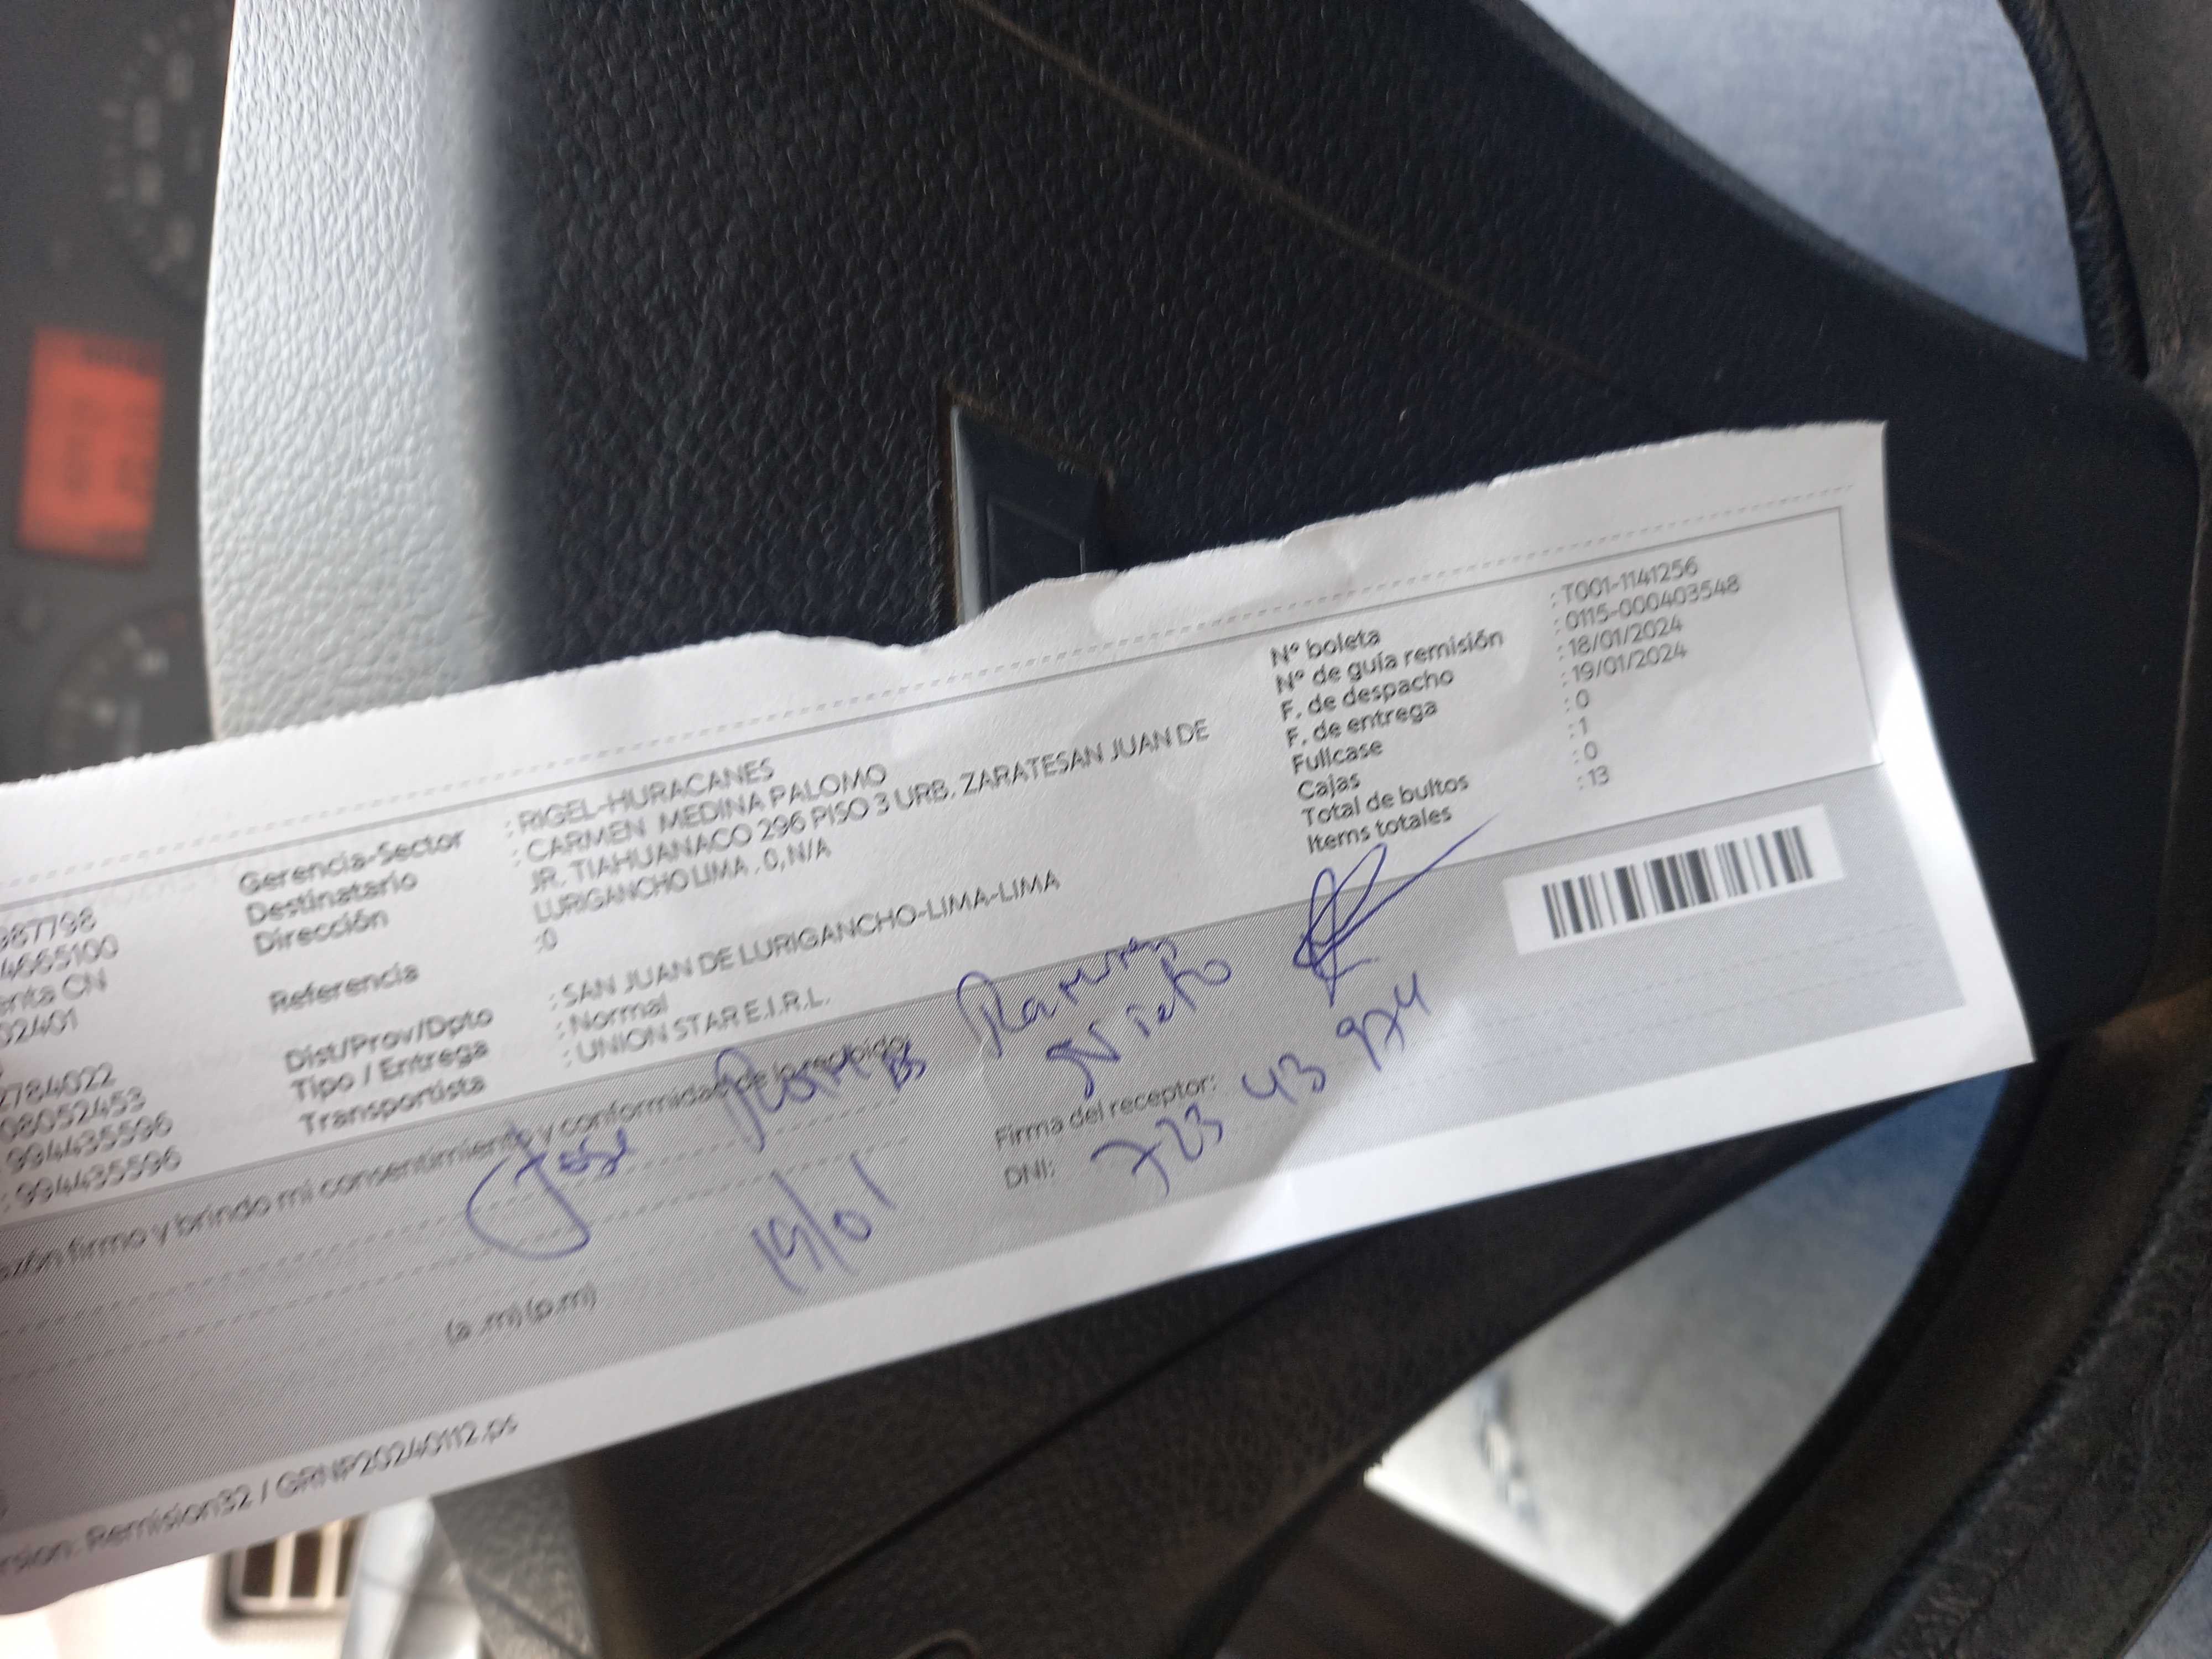 987798
4665100
enta CN
02401
2784022
08052453
994435596
: 994435596
Gerencia-Sector : RIGEL-HURACANES
Destinatario : CARMEN MEDINA PALOMO
Dirección JR. TIAHUANACO 296 PISO 3 URB. ZARATESAN JUAN DE
LURIGANCHO LIMA . 0, N/A
Referencia :0
Dist/Prov/Dpto : SAN JUAN DE LURIGANCHO-LIMA-LIMA
Tipo / Entrega : Normal
Transportista : UNION STAR E.I.R.L.
N° boleta : T001-1141256
N° de guía remisión : 0115-000403548
F. de despacho : 18/01/2024
F. de entrega : 19/01/2024
Fullcase : 0
Cajas : 1
Total de bultos : 0
Items totales : 13
azón firmo y brindo mi consentimiento y conformidad de lo recibido:
Jose
19/01
(a .m) (p.m)
Firma del receptor:
DNI: 723 43 974
rsion: Remision32 / GRNP20240112.ps